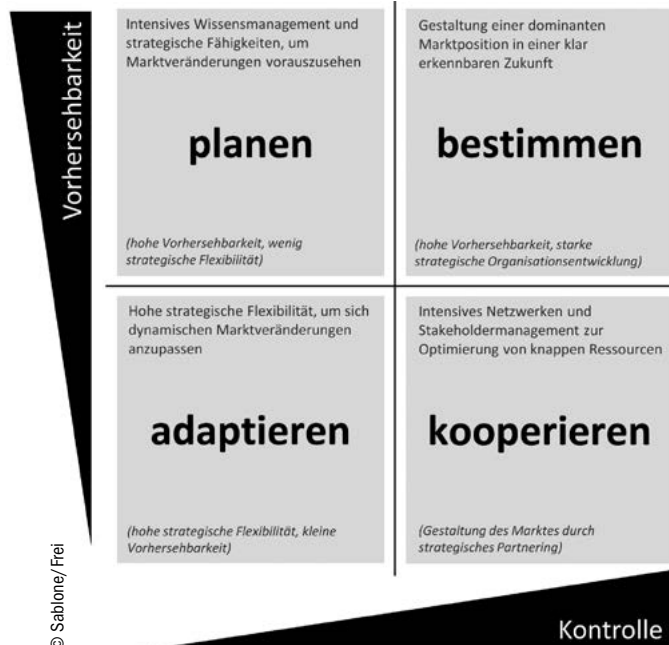 Vorhersehbarkeit
Intensives Wissensmanagement und
strategische Fähigkeiten, um
Marktveränderungen vorauszusehen
planen
(hohe Vorhersehbarkeit, wenig
strategische Flexibilität)
Gestaltung einer dominanten
Marktposition in einer klar
erkennbaren Zukunft
bestimmen
(hohe Vorhersehbarkeit, starke
strategische Organisationsentwicklung)
Hohe strategische Flexibilität, um sich
dynamischen Marktveränderungen
anzupassen
adaptieren
(hohe strategische Flexibilität, kleine
Vorhersehbarkeit)
Intensives Netzwerken und
Stakeholdermanagement zur
Optimierung von knappen Ressourcen
kooperieren
(Gestaltung des Marktes durch
strategisches Partnering)
Kontrolle
© Sablone/ Frei